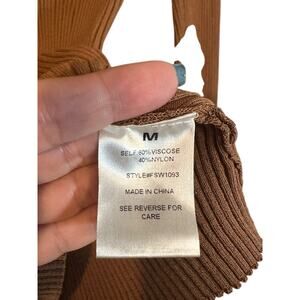 M
SELF:60%VISCOSE
40%NYLON
STYLE#FSW1093
MADE IN CHINA
SEE REVERSE FOR
CARE